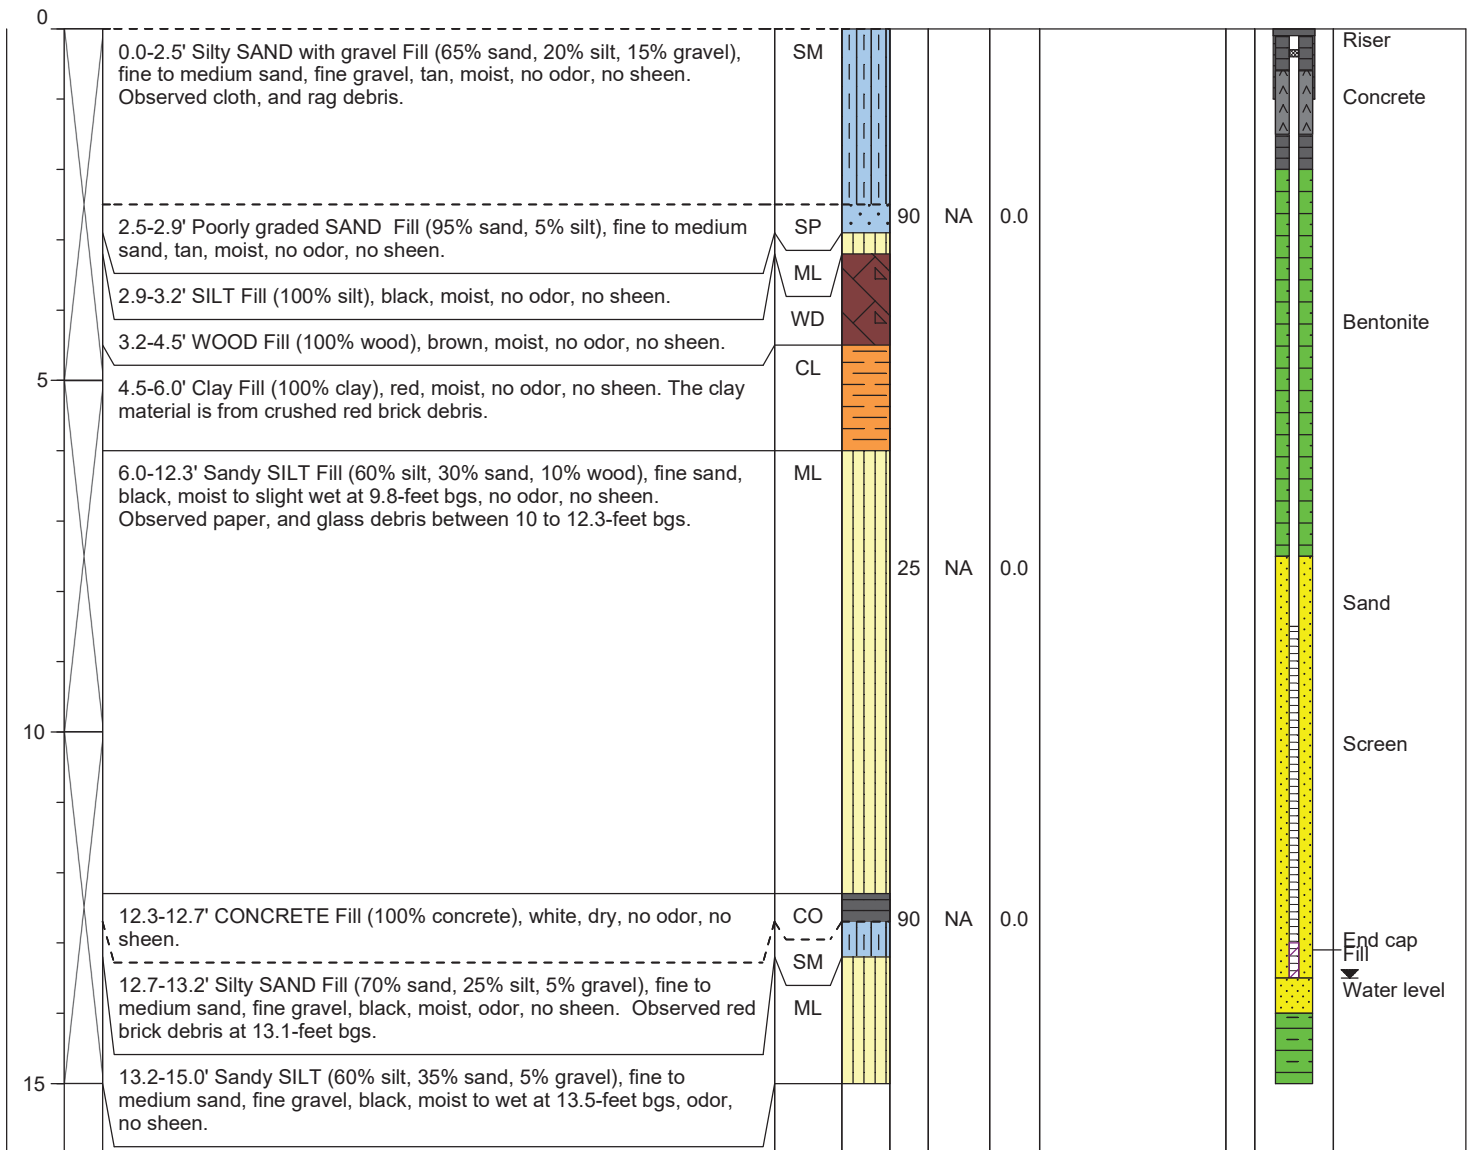 0
0.0-2.5' Silty SAND with gravel Fill (65% sand, 20% silt, 15% gravel),
fine to medium sand, fine gravel, tan, moist, no odor, no sheen.
Observed cloth, and rag debris.
SM
Riser
Concrete
2.5-2.9' Poorly graded SAND  Fill (95% sand, 5% silt), fine to medium
sand, tan, moist, no odor, no sheen.
SP
90 NA 0.0
2.9-3.2' SILT Fill (100% silt), black, moist, no odor, no sheen.
ML
3.2-4.5' WOOD Fill (100% wood), brown, moist, no odor, no sheen.
WD
Bentonite
5
4.5-6.0' Clay Fill (100% clay), red, moist, no odor, no sheen. The clay
material is from crushed red brick debris.
CL
6.0-12.3' Sandy SILT Fill (60% silt, 30% sand, 10% wood), fine sand,
black, moist to slight wet at 9.8-feet bgs, no odor, no sheen.
Observed paper, and glass debris between 10 to 12.3-feet bgs.
ML
25 NA 0.0
Sand
10
Screen
12.3-12.7' CONCRETE Fill (100% concrete), white, dry, no odor, no
sheen.
CO
90 NA 0.0
End cap
Fill
12.7-13.2' Silty SAND Fill (70% sand, 25% silt, 5% gravel), fine to
medium sand, fine gravel, black, moist, odor, no sheen.  Observed red
brick debris at 13.1-feet bgs.
SM
Water level
ML
15
13.2-15.0' Sandy SILT (60% silt, 35% sand, 5% gravel), fine to
medium sand, fine gravel, black, moist to wet at 13.5-feet bgs, odor,
no sheen.